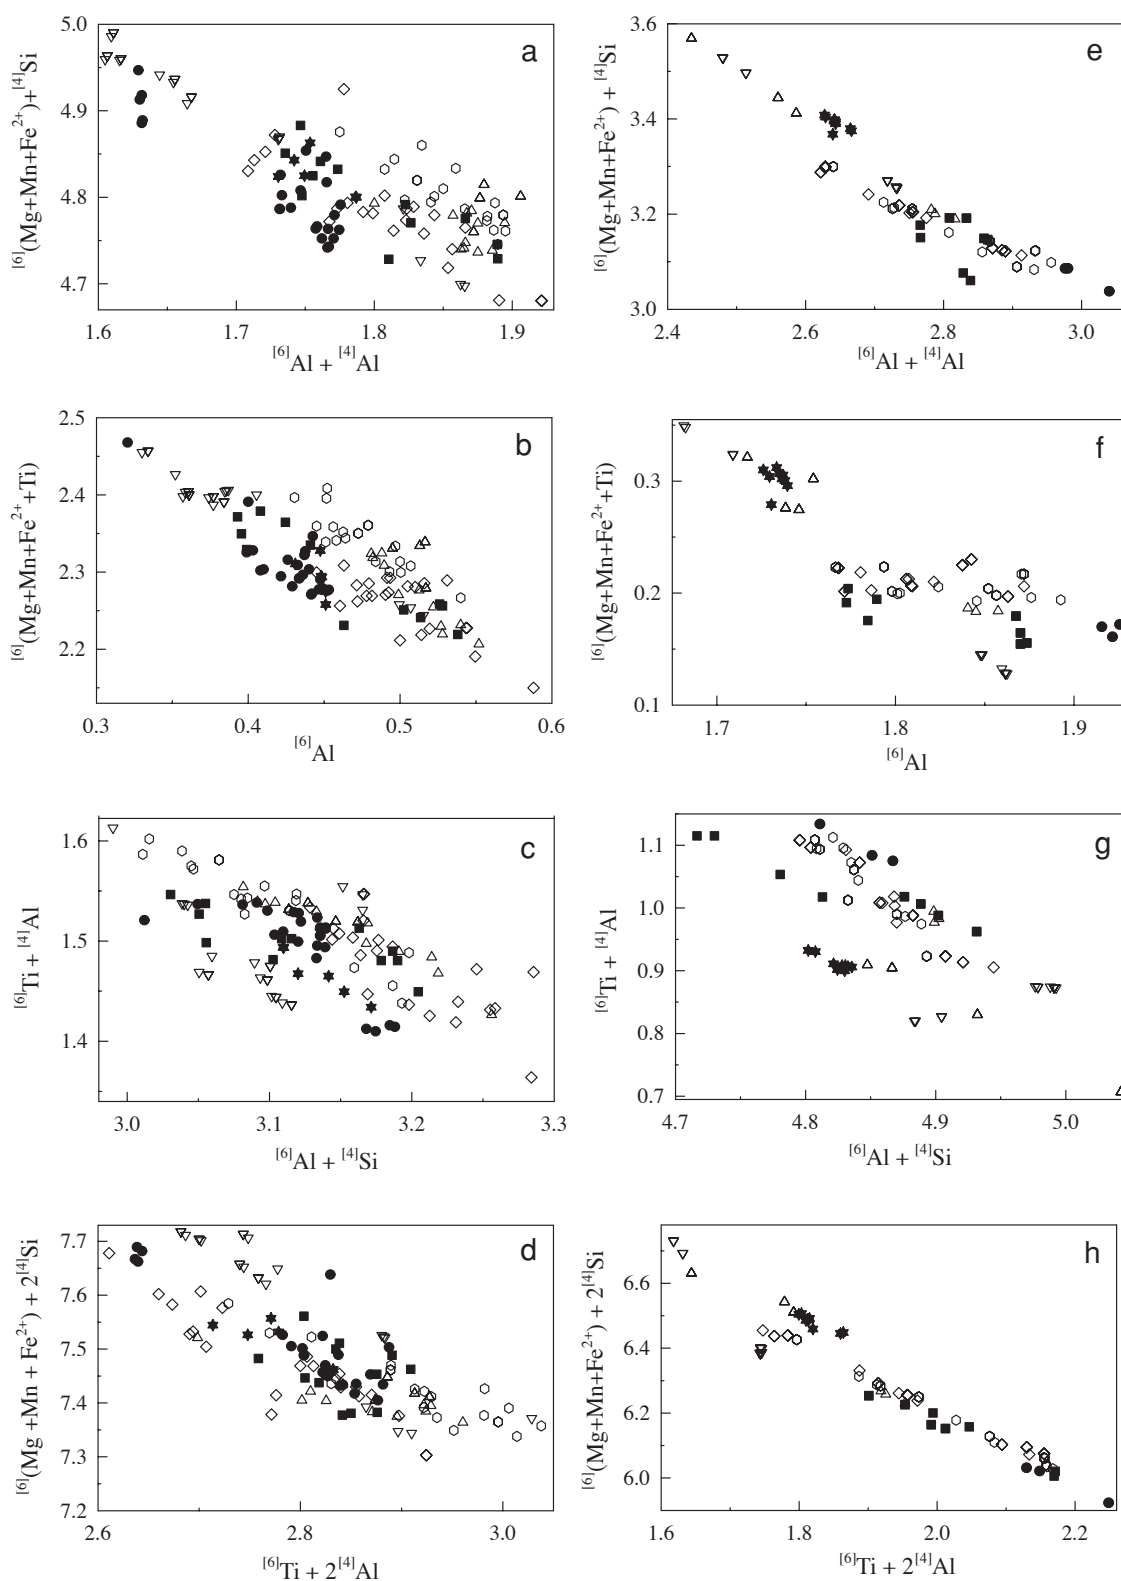 a
5.0
4.9
4.8
4.7
1.6 1.7 1.8 1.9
[6](Mg+Mn+Fe2+)+[4]Si
[6]Al + [4]Al
e
3.6
3.4
3.2
3.0
2.4 2.6 2.8 3.0
[6](Mg+Mn+Fe2+) + [4]Si
[6]Al + [4]Al
b
2.5
2.4
2.3
2.2
0.3 0.4 0.5 0.6
[6](Mg+Mn+Fe2++Ti)
[6]Al
f
0.3
0.2
0.1
1.7 1.8 1.9
[6](Mg+Mn+Fe2++Ti)
[6]Al
c
1.6
1.5
1.4
3.0 3.1 3.2 3.3
[6]Ti + [4]Al
[6]Al + [4]Si
g
1.1
1.0
0.9
0.8
0.7
4.7 4.8 4.9 5.0
[6]Ti + [4]Al
[6]Al + [4]Si
d
7.7
7.6
7.5
7.4
7.3
7.2
2.6 2.8 3.0
[6](Mg +Mn + Fe2+) + 2[4]Si
[6]Ti + 2[4]Al
h
6.6
6.4
6.2
6.0
1.6 1.8 2.0 2.2
[6](Mg+Mn+Fe2+) + 2[4]Si
[6]Ti + 2[4]Al